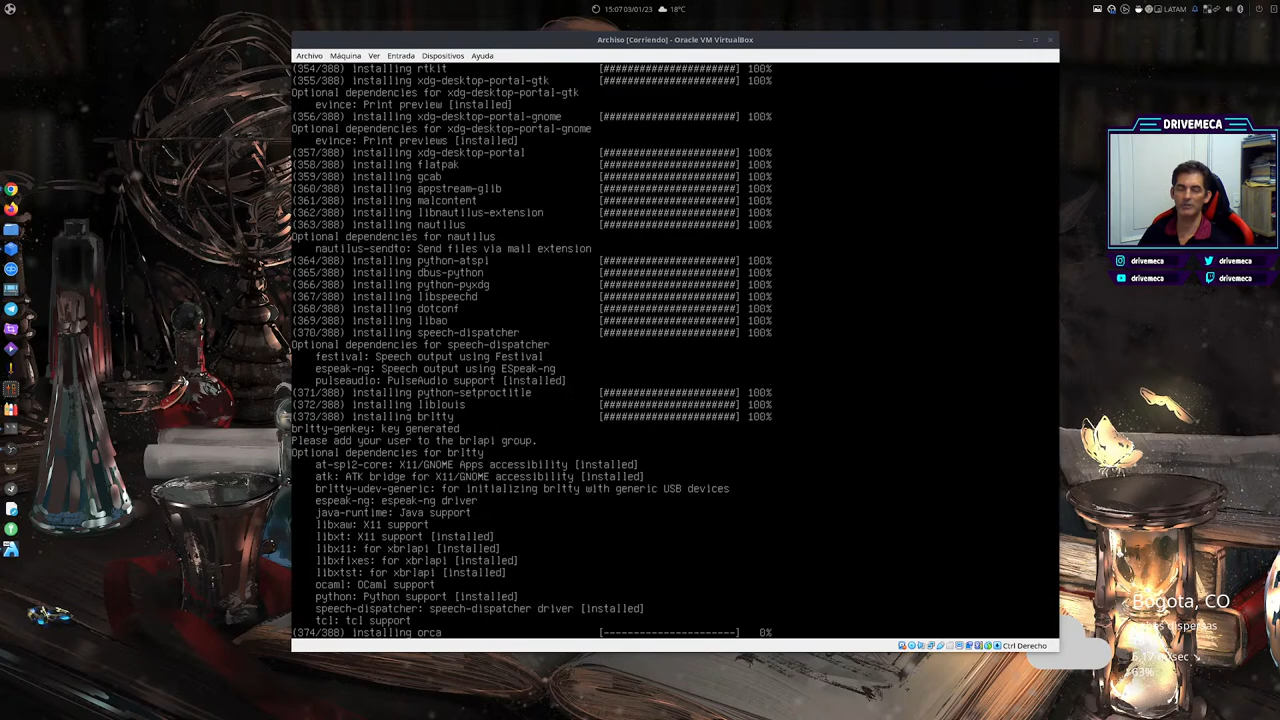 15:07 03/01/23
18°C
LATAM
Archiso [Corriendo] - Oracle VM VirtualBox
Archivo Máquina Ver Entrada Dispositivos Ayuda
(354/388) installing rtkit [######################] 100%
(355/388) installing xdg-desktop-portal-gtk [######################] 100%
Optional dependencies for xdg-desktop-portal-gtk
evince: Print preview [installed]
(356/388) installing xdg-desktop-portal-gnome [######################] 100%
Optional dependencies for xdg-desktop-portal-gnome
evince: Print previews [installed]
(357/388) installing xdg-desktop-portal [######################] 100%
(358/388) installing flatpak [######################] 100%
(359/388) installing gcab [######################] 100%
(360/388) installing appstream-glib [######################] 100%
(361/388) installing malcontent [######################] 100%
(362/388) installing libnautilus-extension [######################] 100%
(363/388) installing nautilus [######################] 100%
Optional dependencies for nautilus
nautilus-sendto: Send files via mail extension
(364/388) installing python-atspi [######################] 100%
(365/388) installing dbus-python [######################] 100%
(366/388) installing python-pyxdg [######################] 100%
(367/388) installing libspeechd [######################] 100%
(368/388) installing dotconf [######################] 100%
(369/388) installing libao [######################] 100%
(370/388) installing speech-dispatcher [######################] 100%
Optional dependencies for speech-dispatcher
festival: Speech output using Festival
espeak-ng: Speech output using ESpeak-ng
pulseaudio: PulseAudio support [installed]
(371/388) installing python-setproctitle [######################] 100%
(372/388) installing liblouis [######################] 100%
(373/388) installing brltty [######################] 100%
brltty-genkey: key generated
Please add your user to the brlapi group.
Optional dependencies for brltty
at-spi2-core: X11/GNOME Apps accessibility [installed]
atk: ATK bridge for X11/GNOME accessibility [installed]
brltty-udev-generic: for initializing brltty with generic USB devices
espeak-ng: espeak-ng driver
java-runtime: Java support
libxaw: X11 support
libxt: X11 support [installed]
libx11: for xbrlapi [installed]
libxfixes: for xbrlapi [installed]
libxtst: for xbrlapi [installed]
ocaml: OCaml support
python: Python support [installed]
speech-dispatcher: speech-dispatcher driver [installed]
tcl: tcl support
(374/388) installing orca [----------------------] 0%
Ctrl Derecho
DRIVEMECA
drivemeca drivemeca
drivemeca drivemeca
Bogota, CO
dispersas
63%